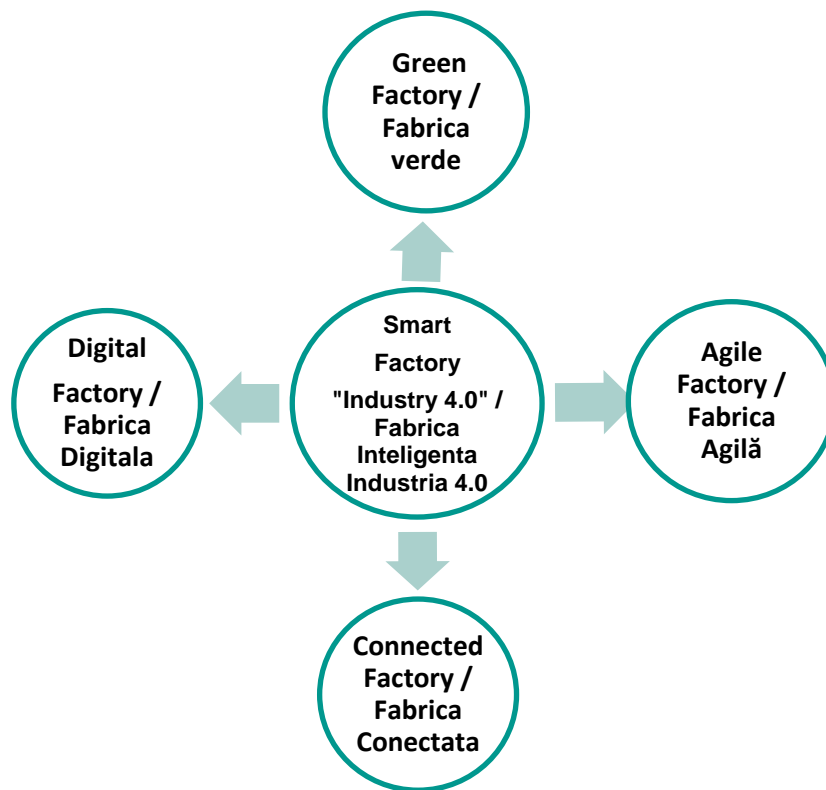 Green
Factory /
Fabrica
verde
Digital
Factory /
Fabrica
Digitala
Smart
Factory
"Industry 4.0" /
Fabrica
Inteligenta
Industria 4.0
Agile
Factory /
Fabrica
Agilă
Connected
Factory /
Fabrica
Conectata